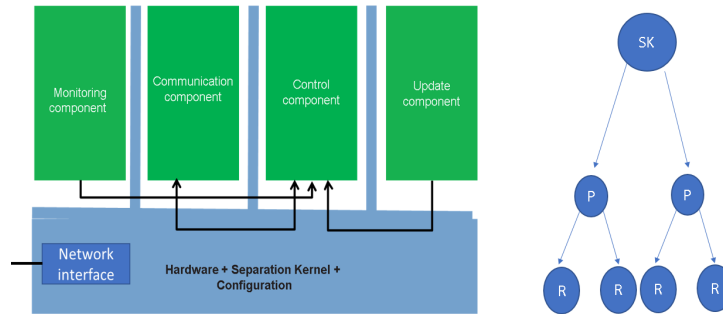 Monitoring
component
Communication
component
Control
component
Update
component
Network
interface
Hardware + Separation Kernel +
Configuration
SK
P
P
R
R
R
R